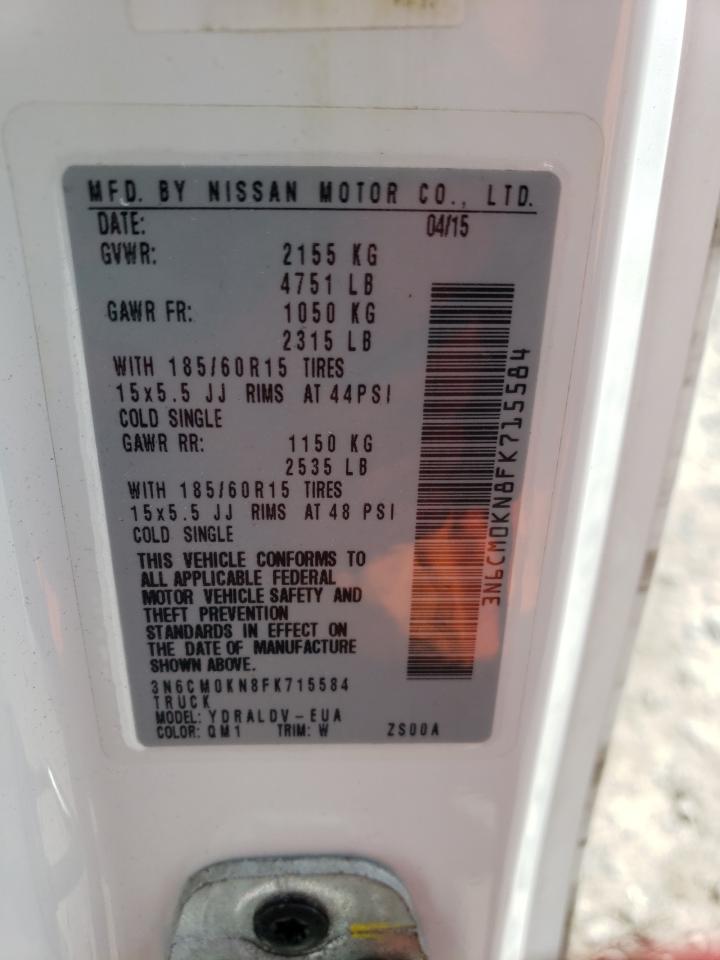 MFD. BY NISSAN MOTOR CO., LTD.
DATE: 04/15
GVWR: 2155 KG
4751 LB
GAWR FR: 1050 KG
2315 LB
WITH 185/60R15 TIRES
15x5.5 JJ RIMS AT 44PSI
COLD SINGLE
GAWR RR: 1150 KG
2535 LB
WITH 185/60R15 TIRES
15x5.5 JJ RIMS AT 48 PSI
COLD SINGLE
THIS VEHICLE CONFORMS TO
ALL APPLICABLE FEDERAL
MOTOR VEHICLE SAFETY AND
THEFT PREVENTION
STANDARDS IN EFFECT ON
THE DATE OF MANUFACTURE
SHOWN ABOVE.
3N6CM0KN8FK715584
TRUCK
MODEL: YDRALDV-EUA
COLOR: QM1 TRIM: W ZS00A
3N6CM0KN8FK715584